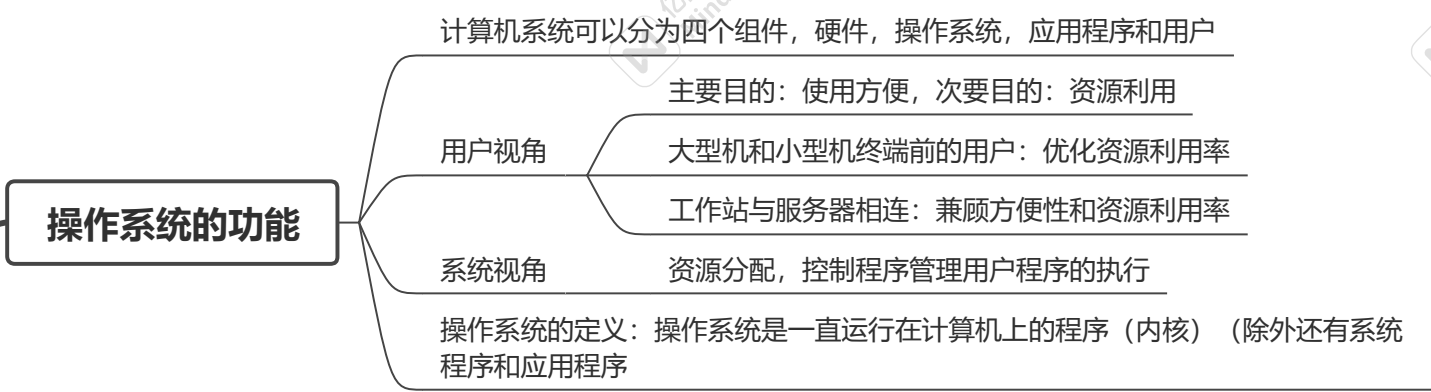 计算机系统可以分为四个组件，硬件，操作系统，应用程序和用户
主要目的：使用方便，次要目的：资源利用
用户视角
大型机和小型机终端前的用户：优化资源利用率
工作站与服务器相连：兼顾方便性和资源利用率
操作系统的功能
系统视角
资源分配，控制程序管理用户程序的执行
操作系统的定义：操作系统是一直运行在计算机上的程序（内核）（除外还有系统
程序和应用程序